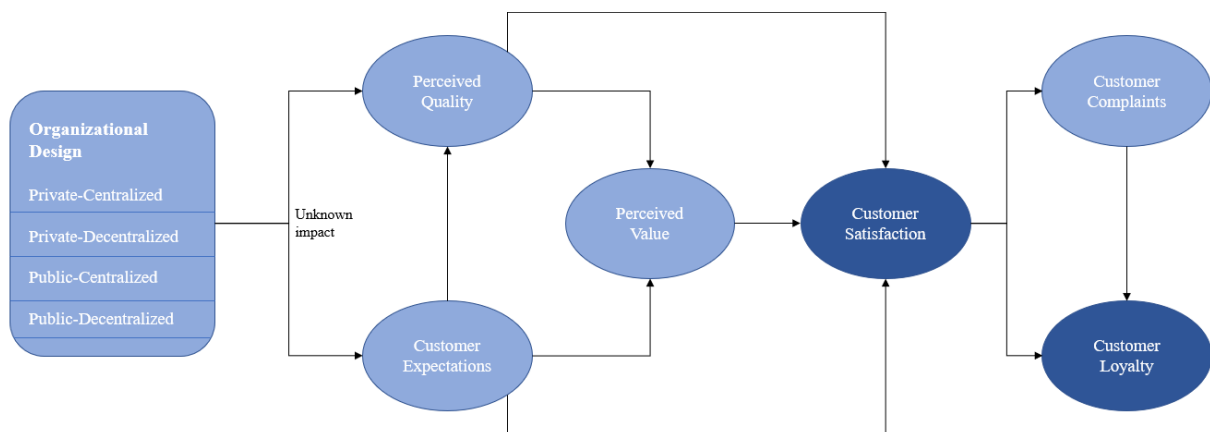 Organizational
Design
Private-Centralized
Private-Decentralized
Public-Centralized
Public-Decentralized
Unknown
impact
Perceived
Quality
Customer
Expectations
Perceived
Value
Customer
Satisfaction
Customer
Complaints
Customer
Loyalty